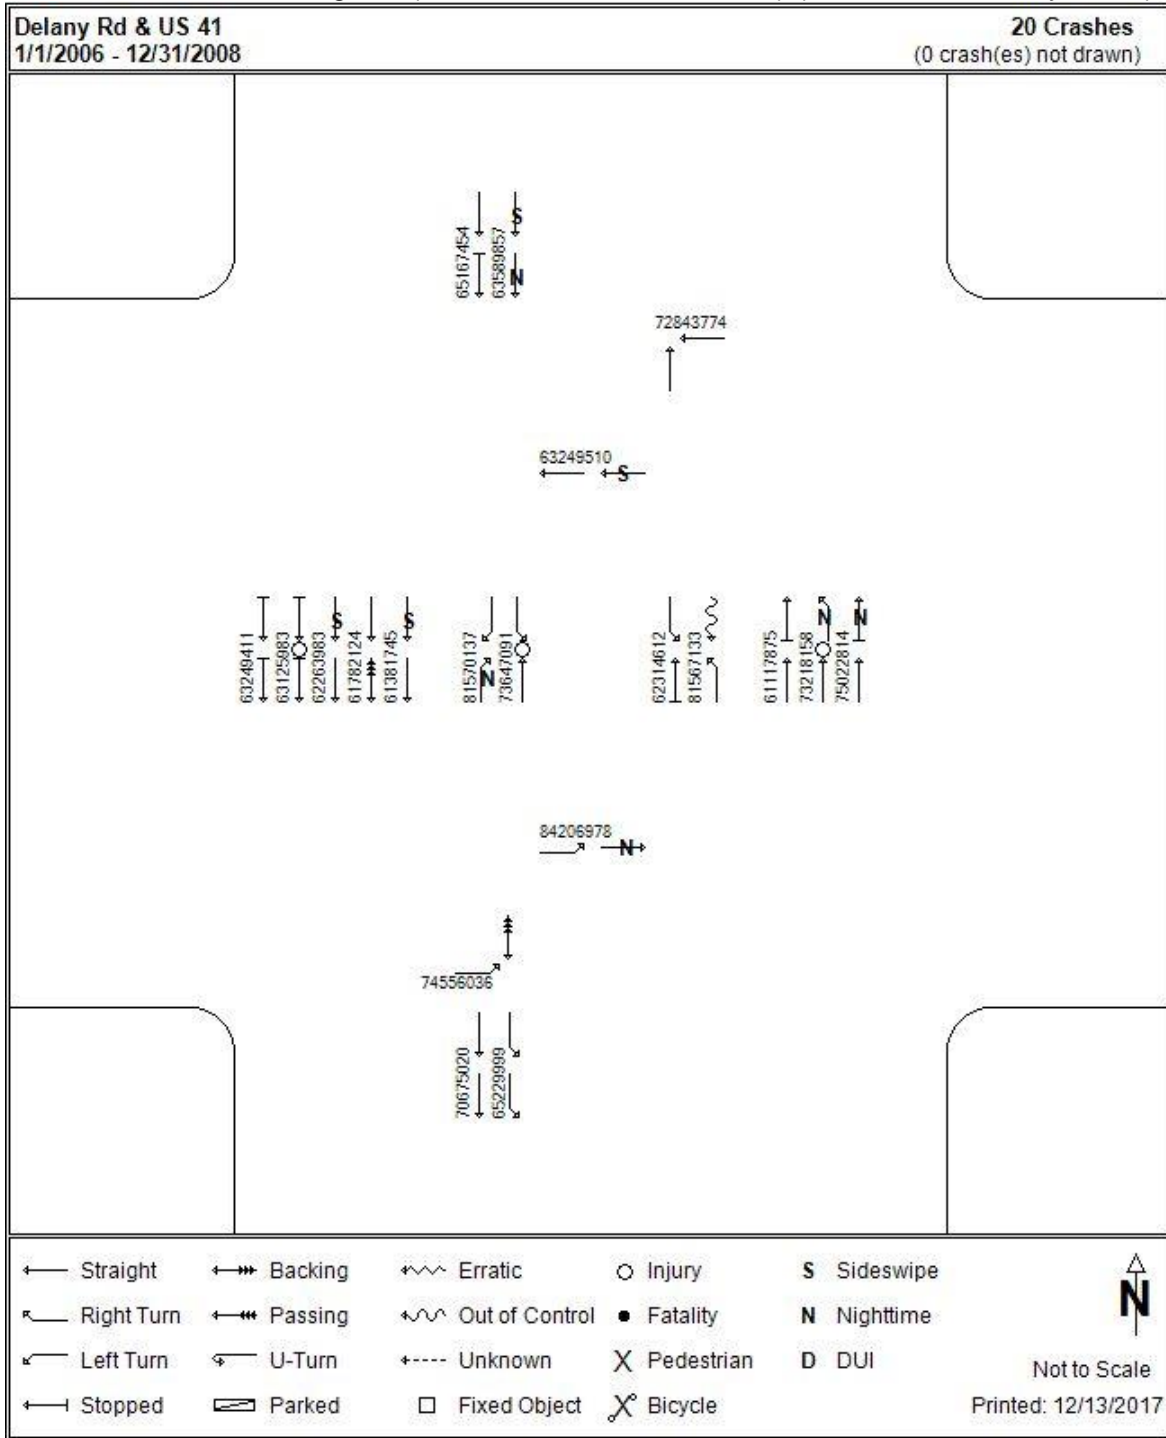 Delany Rd & US 41
20 Crashes
1/1/2006 - 12/31/2008
(0 crash(es) not drawn)
65167454
63589857
S
N
72843774
63249510
S
63249411
63125983
62263983
S
61782124
61381745
S
81570137
N
73647091
62314612
81567133
61117875
73218158
N
75022814
N
84206978
N
74556036
70675020
65229999
Straight
Backing
Erratic
Injury
S Sideswipe
Right Turn
Passing
Out of Control
Fatality
N Nighttime
Left Turn
U-Turn
Unknown
X Pedestrian
D DUI
Stopped
Parked
Fixed Object
Bicycle
N
Not to Scale
Printed: 12/13/2017